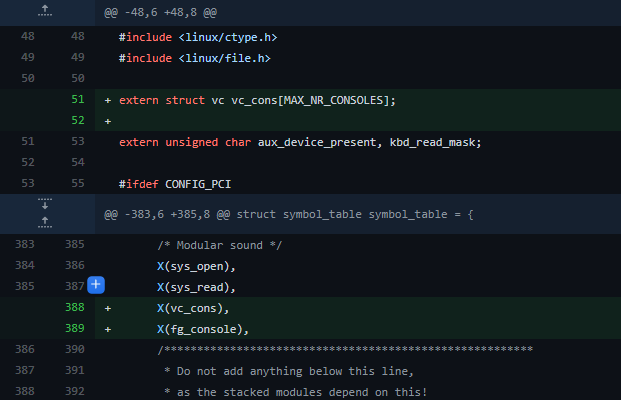 @@ -48,6 +48,8 @@
48 48 #include <linux/ctype.h>
49 49 #include <linux/file.h>
50 50
51 + extern struct vc vc_cons[MAX_NR_CONSOLES];
52 +
51 53 extern unsigned char aux_device_present, kbd_read_mask;
52 54
53 55 #ifdef CONFIG_PCI
@@ -383,6 +385,8 @@ struct symbol_table symbol_table = {
383 385 /* Modular sound */
384 386 X(sys_open),
385 387 X(sys_read),
388 + X(vc_cons),
389 + X(fg_console),
386 390 /********************************************************
387 391 * Do not add anything below this line,
388 392 * as the stacked modules depend on this!